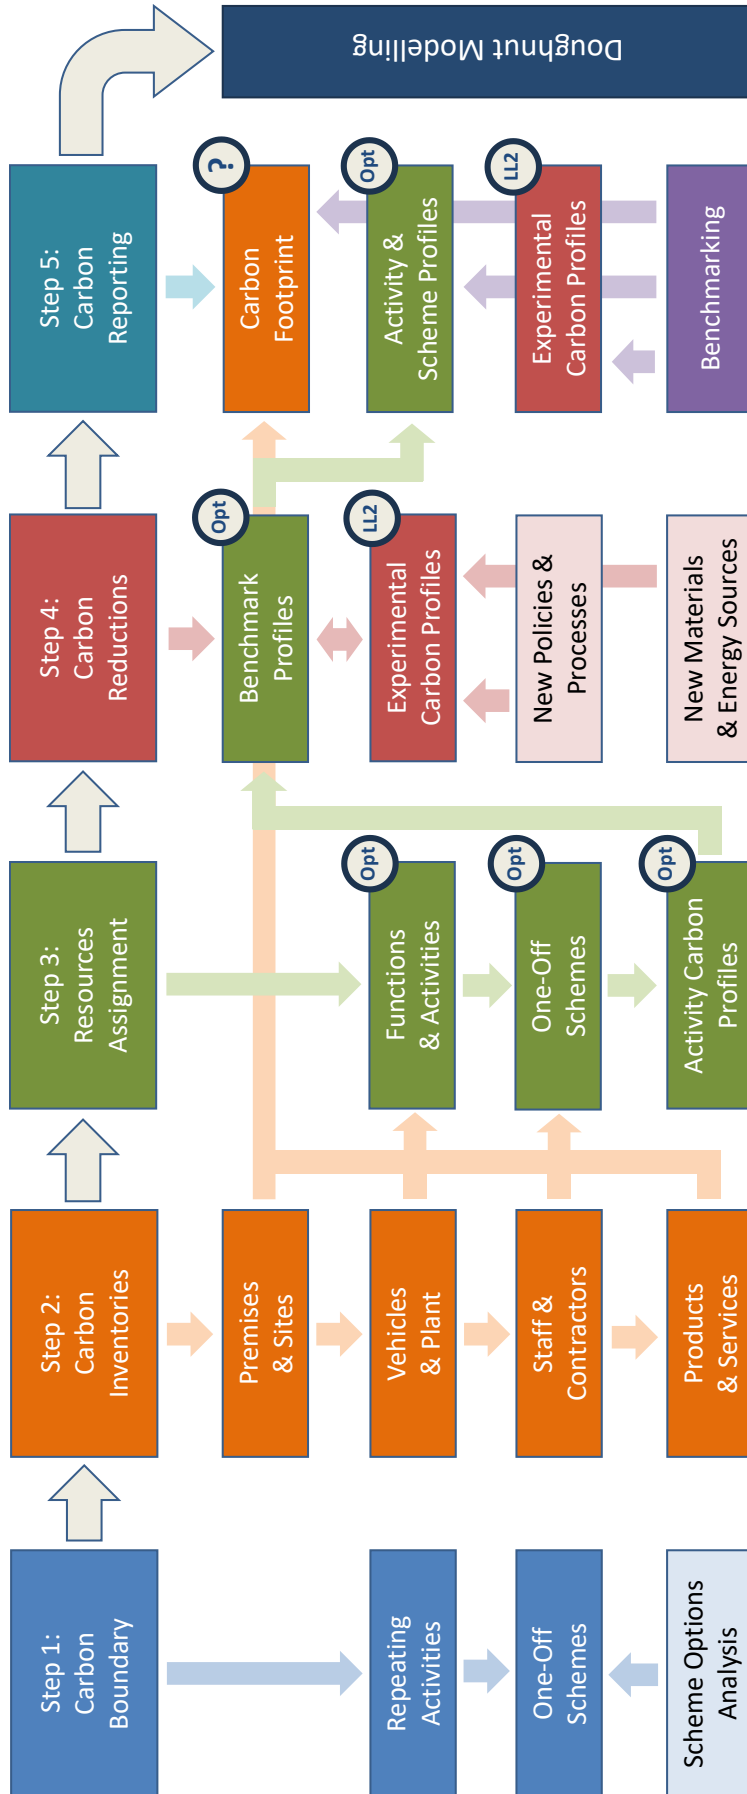 Step 1:
Carbon
Boundary
Repeating
Activities
One-Off
Schemes
Scheme Options
Analysis
Step 2:
Carbon
Inventories
Premises
& Sites
Vehicles
& Plant
Staff &
Contractors
Products
& Services
Step 3:
Resources
Assignment
Functions
& Activities
Opt
One-Off
Schemes
Opt
Activity Carbon
Profiles
Opt
Step 4:
Carbon
Reductions
Benchmark
Profiles
Opt
Experimental
Carbon Profiles
LL2
New Policies &
Processes
New Materials
& Energy Sources
Step 5:
Carbon
Reporting
Carbon
Footprint
?
Activity &
Scheme Profiles
Opt
Experimental
Carbon Profiles
LL2
Benchmarking
Doughnut Modelling